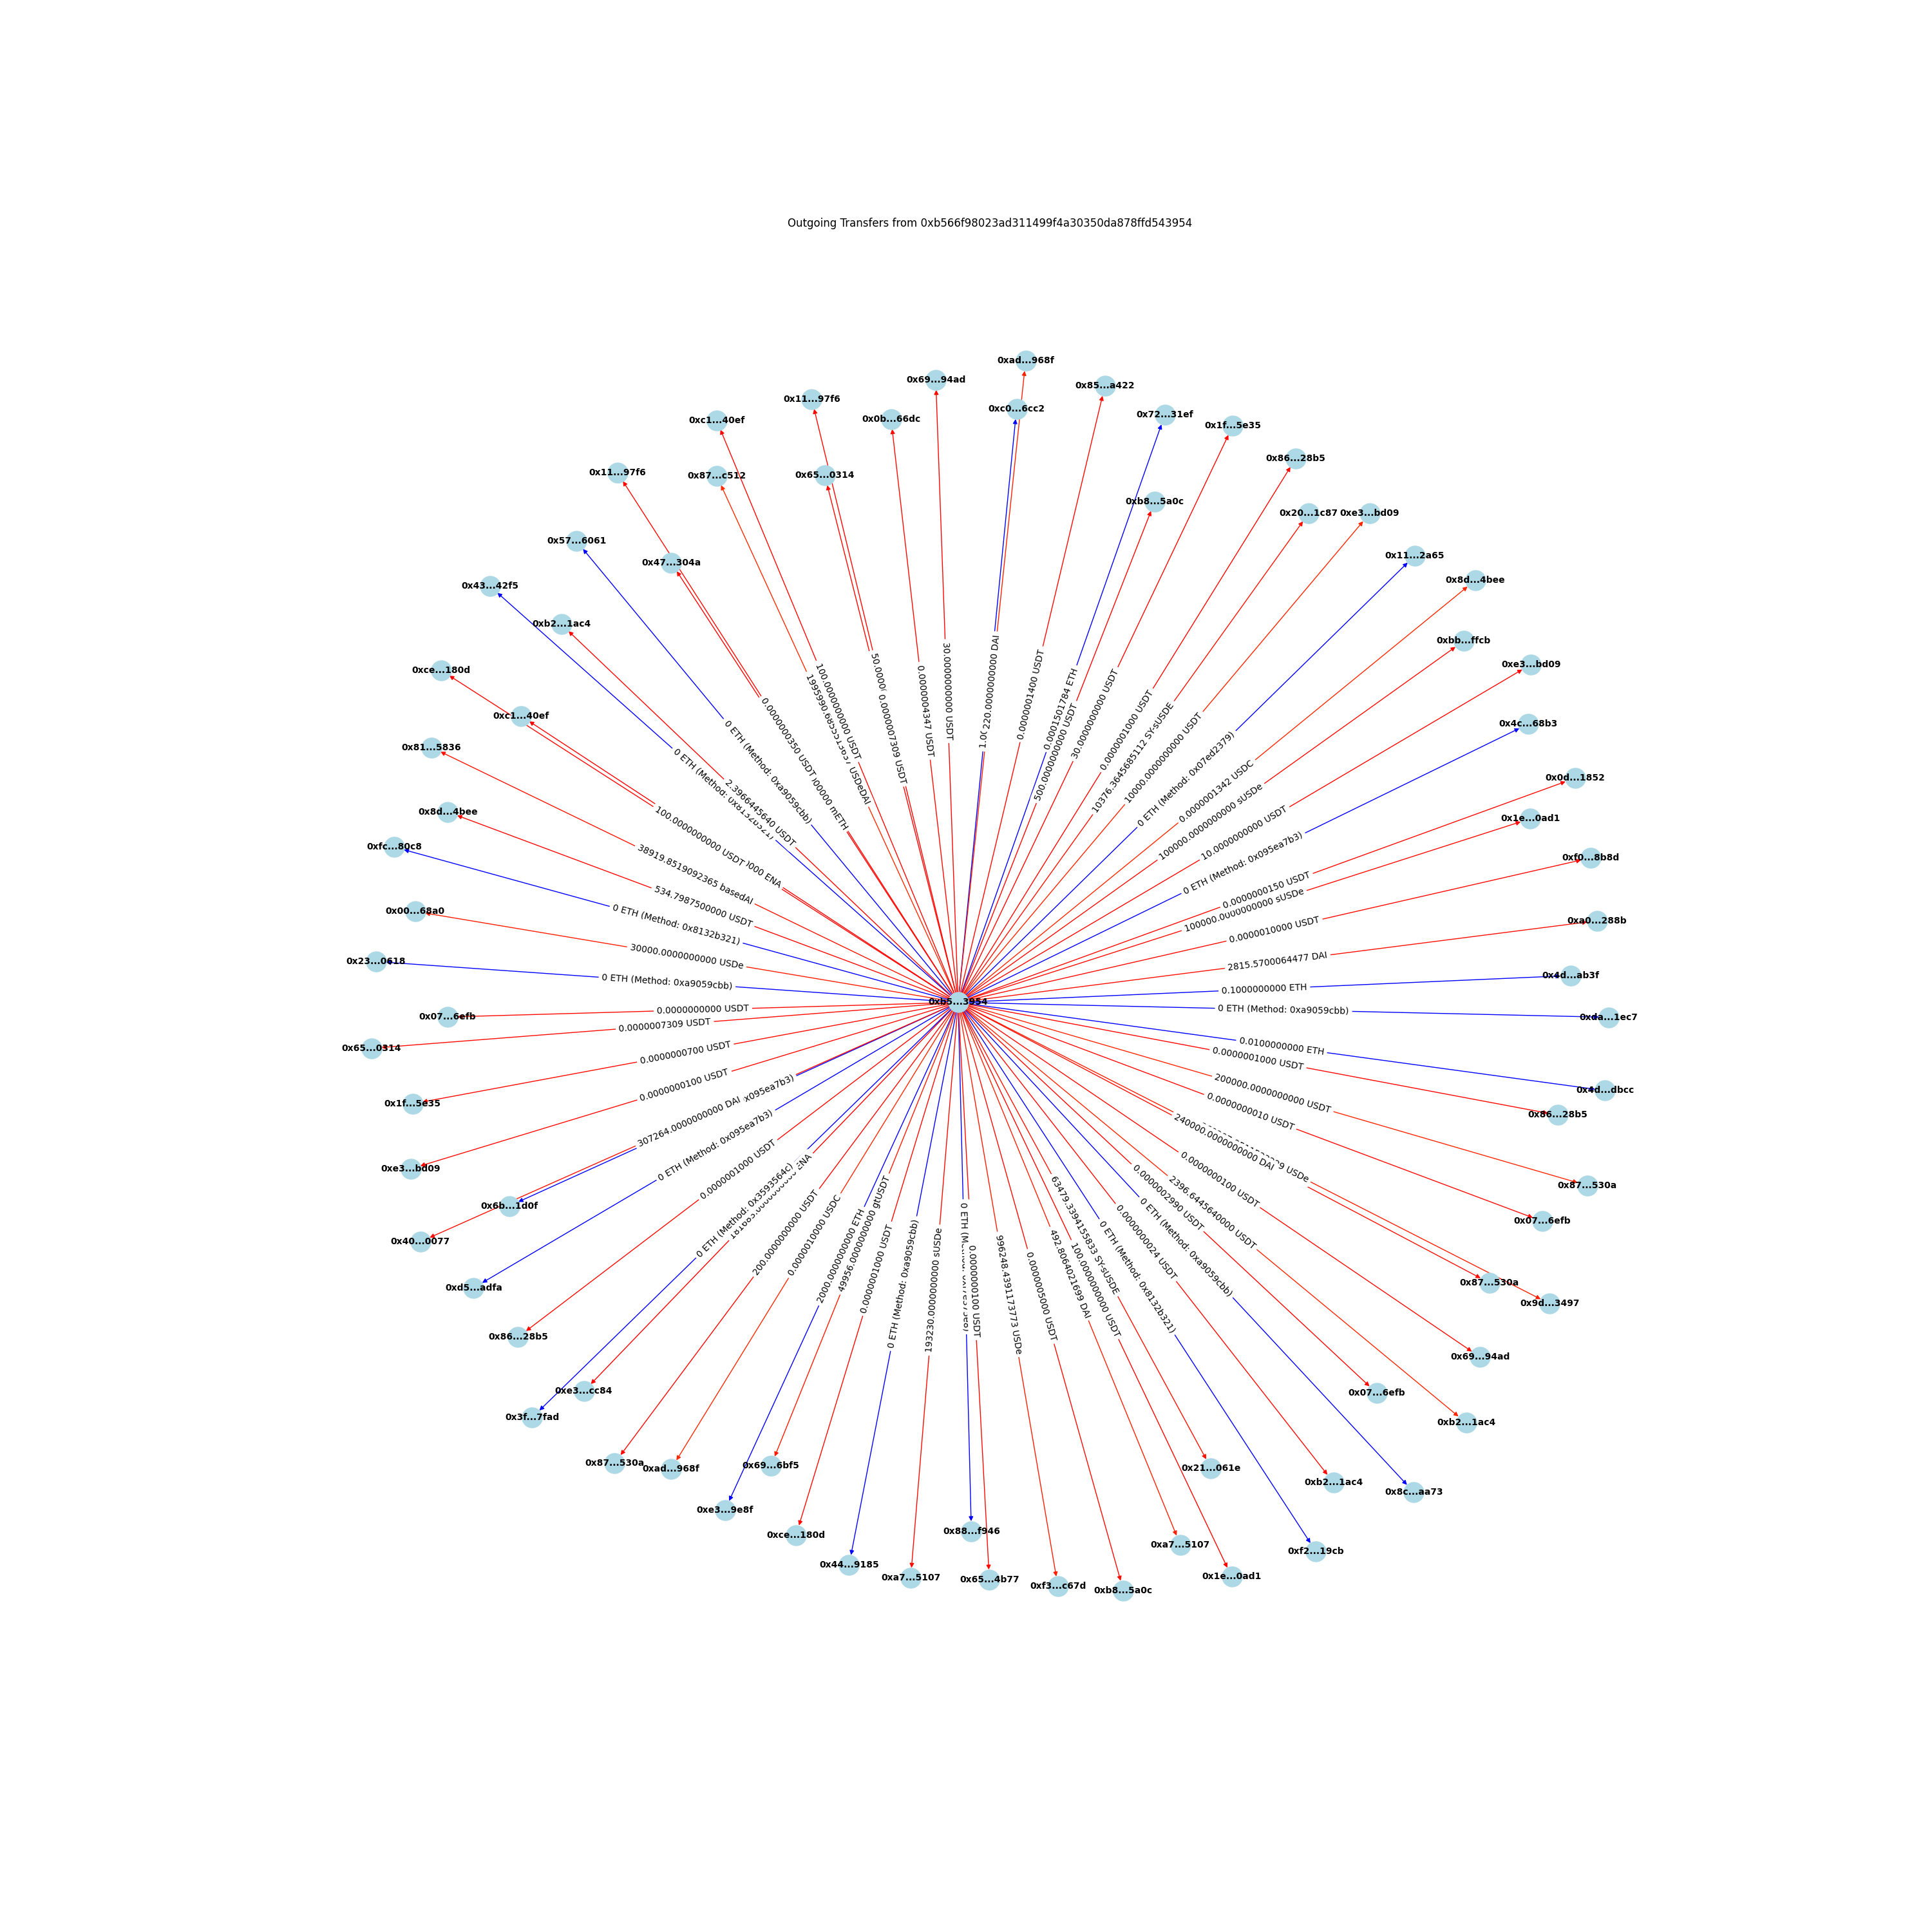 Outgoing Transfers from 0xb566f98023ad311499f4a30350da878ffd543954
0xad...968f
0x69...94ad
0x85...a422
0x11...97f6
0xc0...6cc2
0x72...31ef
0x0b...66dc
0xc1...40ef
0x1f...5e35
0x86...28b5
0x11...97f6
0x87...c512
0x65...0314
0xb8...5a0c
0x20...1c87
0xe3...bd09
0x57...6061
0x11...2a65
0x47...304a
0x8d...4bee
0x43...42f5
0xb2...1ac4
0xbb...ffcb
0xe3...bd09
0xce...180d
0xc1...40ef
0x4c...68b3
0x81...5836
0x0d...1852
0x8d...4bee
0x1e...0ad1
0xfc...80c8
0xf0...8b8d
0x00...68a0
0xa0...288b
0x23...0618
0x4d...ab3f
0xb5...3954
0x07...6efb
0xda...1ec7
0x65...0314
0x4d...dbcc
0x1f...5e35
0x86...28b5
0xe3...bd09
0x87...530a
0x6b...1d0f
0x07...6efb
0x40...0077
0xd5...adfa
0x87...530a
0x9d...3497
0x86...28b5
0x69...94ad
0xe3...cc84
0x07...6efb
0x3f...7fad
0xb2...1ac4
0x87...530a
0xad...968f
0x69...6bf5
0x21...061e
0xb2...1ac4
0x8c...aa73
0xe3...9e8f
0xce...180d
0x88...f946
0xa7...5107
0xf2...19cb
0x44...9185
0xa7...5107
0x65...4b77
0x1e...0ad1
0xf3...c67d
0xb8...5a0c
30.0000000000 USDT
220.0000000000 DAI
0.0000001400 USDT
0.0001501784 ETH
500.0000000000 USDT
30.0000000000 USDT
0.0000001000 USDT
10376.3645685112 SY-sUSDE
10000.0000000000 USDT
0 ETH (Method: 0x07ed2379)
0.0000001342 USDC
100000.0000000000 sUSDe
10.0000000000 USDT
0 ETH (Method: 0x095ea7b3)
0.0000000150 USDT
100000.0000000000 sUSDe
0.0000010000 USDT
2815.5700064477 DAI
0.1000000000 ETH
0 ETH (Method: 0xa9059cbb)
0.0100000000 ETH
0.0000001000 USDT
200000.0000000000 USDT
0.0000000010 USDT
240000.0000000000 DAI
USDe
0.0000000100 USDT
2396.6445640000 USDT
0.0000002990 USDT
0 ETH (Method: 0xa9059cbb)
0.0000000024 USDT
0 ETH (Method: 0x8132b321)
63479.3394155833 SY-sUSDE
100.0000000000 USDT
492.8064021699 DAI
0.0000005000 USDT
996248.4391173773 USDe
0.0000000100 USDT
0 ETH
193230.0000000000 sUSDe
0 ETH (Method: 0xa9059cbb)
0.0000001000 USDT
49956.0000000000 gtUSDT
2000.0000000000 ETH
0.0000010000 USDC
200.0000000000 USDT
ENA
0 ETH (Method: 0x3593564c)
0.0000001000 USDT
0 ETH (Method: 0x095ea7b3)
307264.0000000000 DAI
x095ea7b3)
0.0000000100 USDT
0.0000000700 USDT
0.0000007309 USDT
0.0000000000 USDT
0 ETH (Method: 0xa9059cbb)
30000.0000000000 USDe
0 ETH (Method: 0x8132b321)
534.7987500000 USDT
38919.8519092365 basedAI
100.0000000000 USDT
ENA
0 ETH (Method:
2.3966445640 USDT
0 ETH (Method: 0xa9059cbb)
0.0000000350 USDT
mETH
USDeDAI
100.0000000000 USDT
0.0000007309 USDT
0.0000004347 USDT